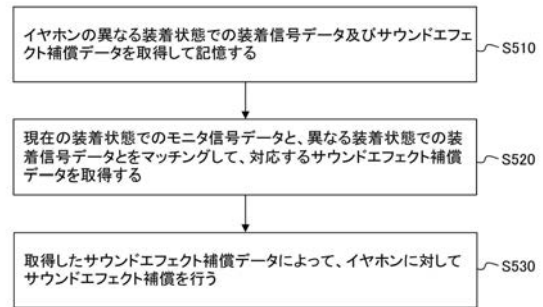 イヤホンの異なる装着状態での装着信号データ及びサウンドエフェ
クト補償データを取得して記憶する
S510
現在の装着状態でのモニタ信号データと、異なる装着状態での装
着信号データとをマッチングして、対応するサウンドエフェクト補償
データを取得する
S520
取得したサウンドエフェクト補償データによって、イヤホンに対して
サウンドエフェクト補償を行う
S530